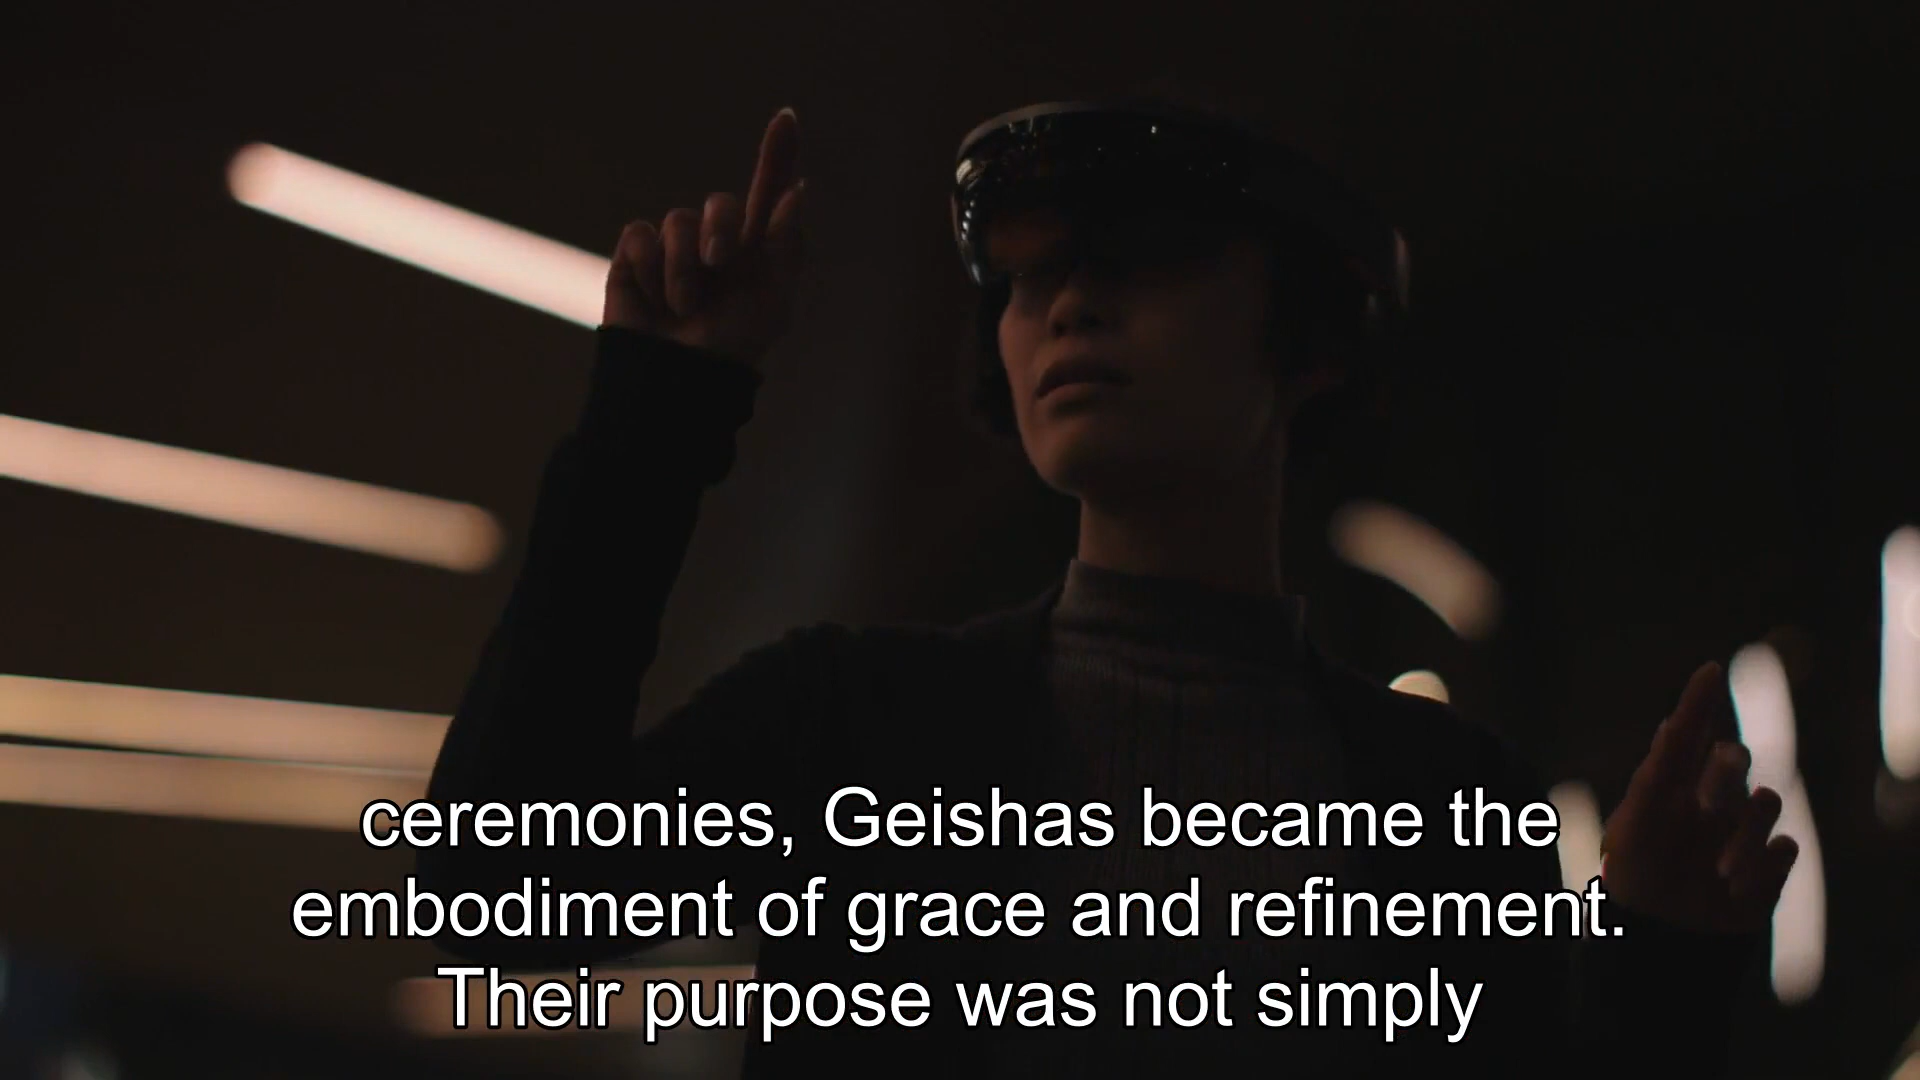 ceremonies, Geishas became the
embodiment of grace and refinement.
Their purpose was not simply